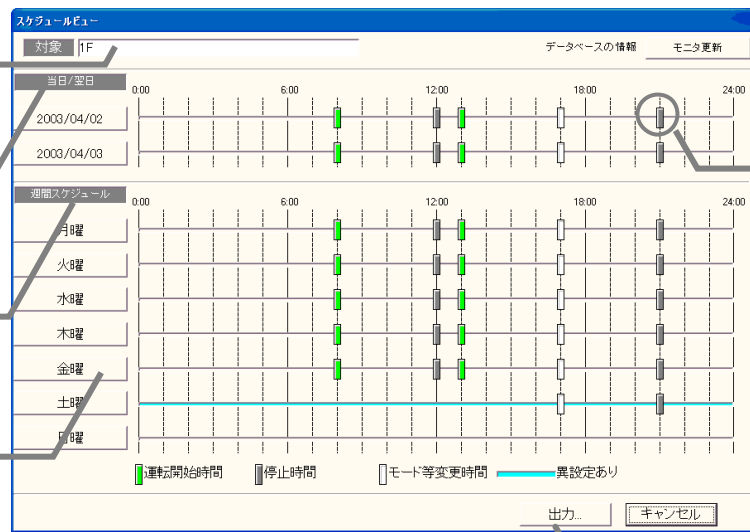 スケジュールビュー
対象 1F データベースの情報 モニタ更新
当日/翌日 0:00 6:00 12:00 18:00 24:00
2003/04/02
2003/04/03
週間スケジュール 0:00 6:00 12:00 18:00 24:00
月曜
火曜
水曜
木曜
金曜
土曜
日曜
運転開始時間 停止時間 モード等変更時間 異設定あり
出力... キャンセル